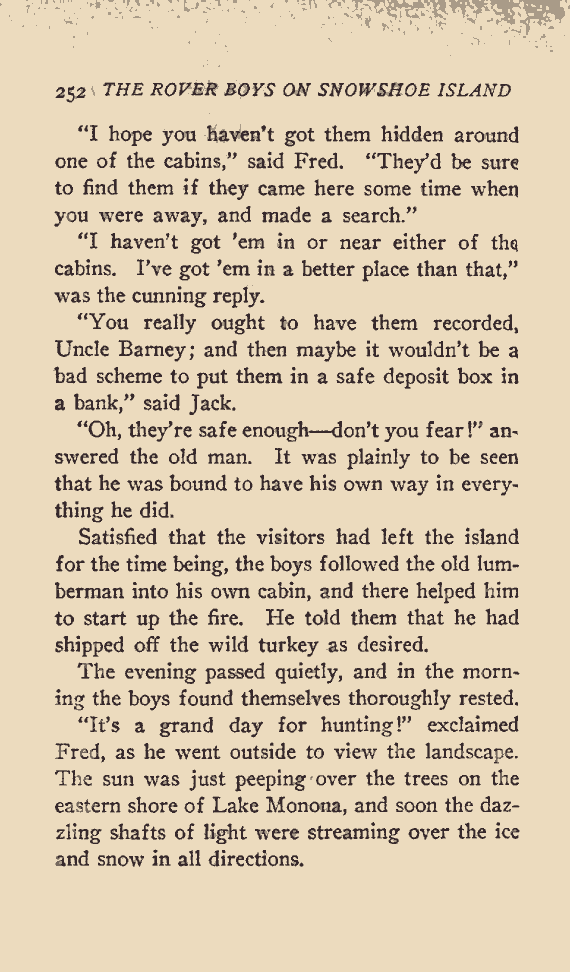 252 THE ROVER BOYS ON SNOWSHOE ISLAND
“I hope you haven’t got them hidden around
one of the cabins,” said Fred. “They’d be sure
to find them if they came here some time when
you were away, and made a search.”
“I haven’t got ’em in or near either of the
cabins. I’ve got ’em in a better place than that,”
was the cunning reply.
“You really ought to have them recorded,
Uncle Barney; and then maybe it wouldn’t be a
bad scheme to put them in a safe deposit box in
a bank,” said Jack.
“Oh, they’re safe enough—don’t you fear!” an-
swered the old man. It was plainly to be seen
that he was bound to have his own way in every-
thing he did.
Satisfied that the visitors had left the island
for the time being, the boys followed the old lum-
berman into his own cabin, and there helped him
to start up the fire. He told them that he had
shipped off the wild turkey as desired.
The evening passed quietly, and in the morn-
ing the boys found themselves thoroughly rested.
“It’s a grand day for hunting!” exclaimed
Fred, as he went outside to view the landscape.
The sun was just peeping over the trees on the
eastern shore of Lake Monona, and soon the daz-
zling shafts of light were streaming over the ice
and snow in all directions.